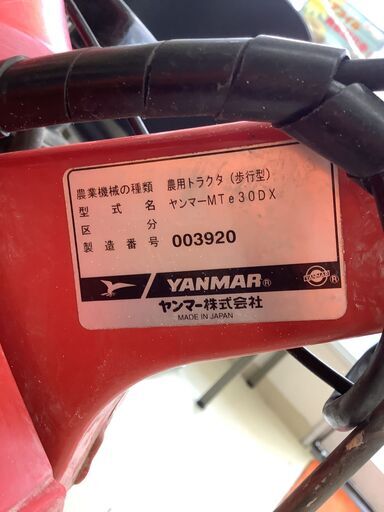 農業機械の種類 農用トラクタ(歩行型)
型式名 ヤンマーMTe30DX
区分
製造番号 003920
YANMAR®
ヤンマー株式会社
MADE IN JAPAN